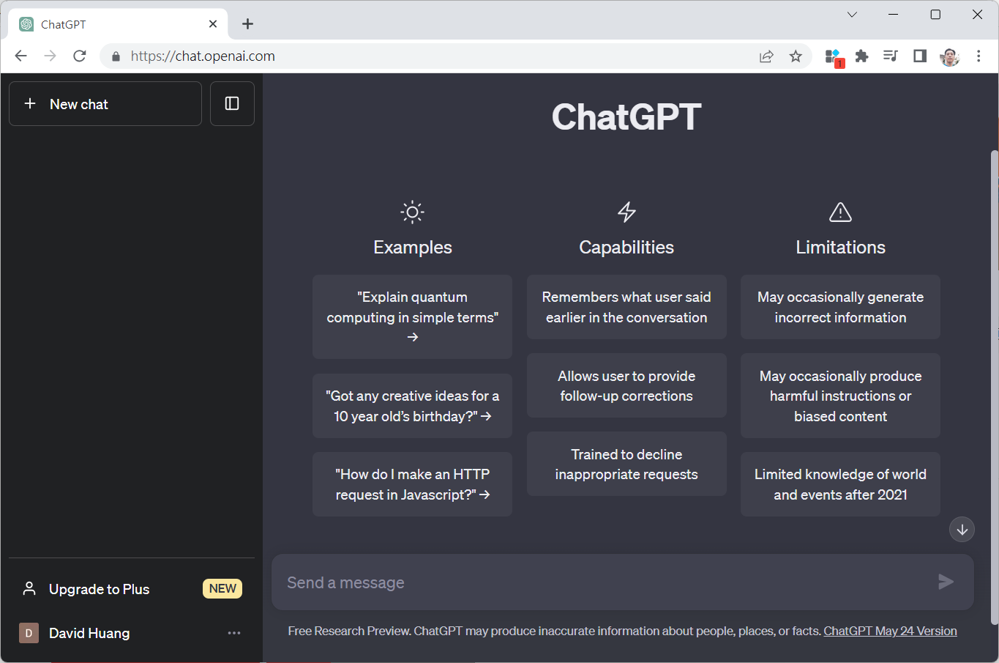 ChatGPT
https://chat.openai.com
1
New chat
ChatGPT
Examples
"Explain quantum
computing in simple terms"
→
"Got any creative ideas for a
10 year old’s birthday?" →
"How do I make an HTTP
request in Javascript?" →
Capabilities
Remembers what user said
earlier in the conversation
Allows user to provide
follow-up corrections
Trained to decline
inappropriate requests
Limitations
May occasionally generate
incorrect information
May occasionally produce
harmful instructions or
biased content
Limited knowledge of world
and events after 2021
Upgrade to Plus NEW
D David Huang
Send a message
Free Research Preview. ChatGPT may produce inaccurate information about people, places, or facts. ChatGPT May 24 Version